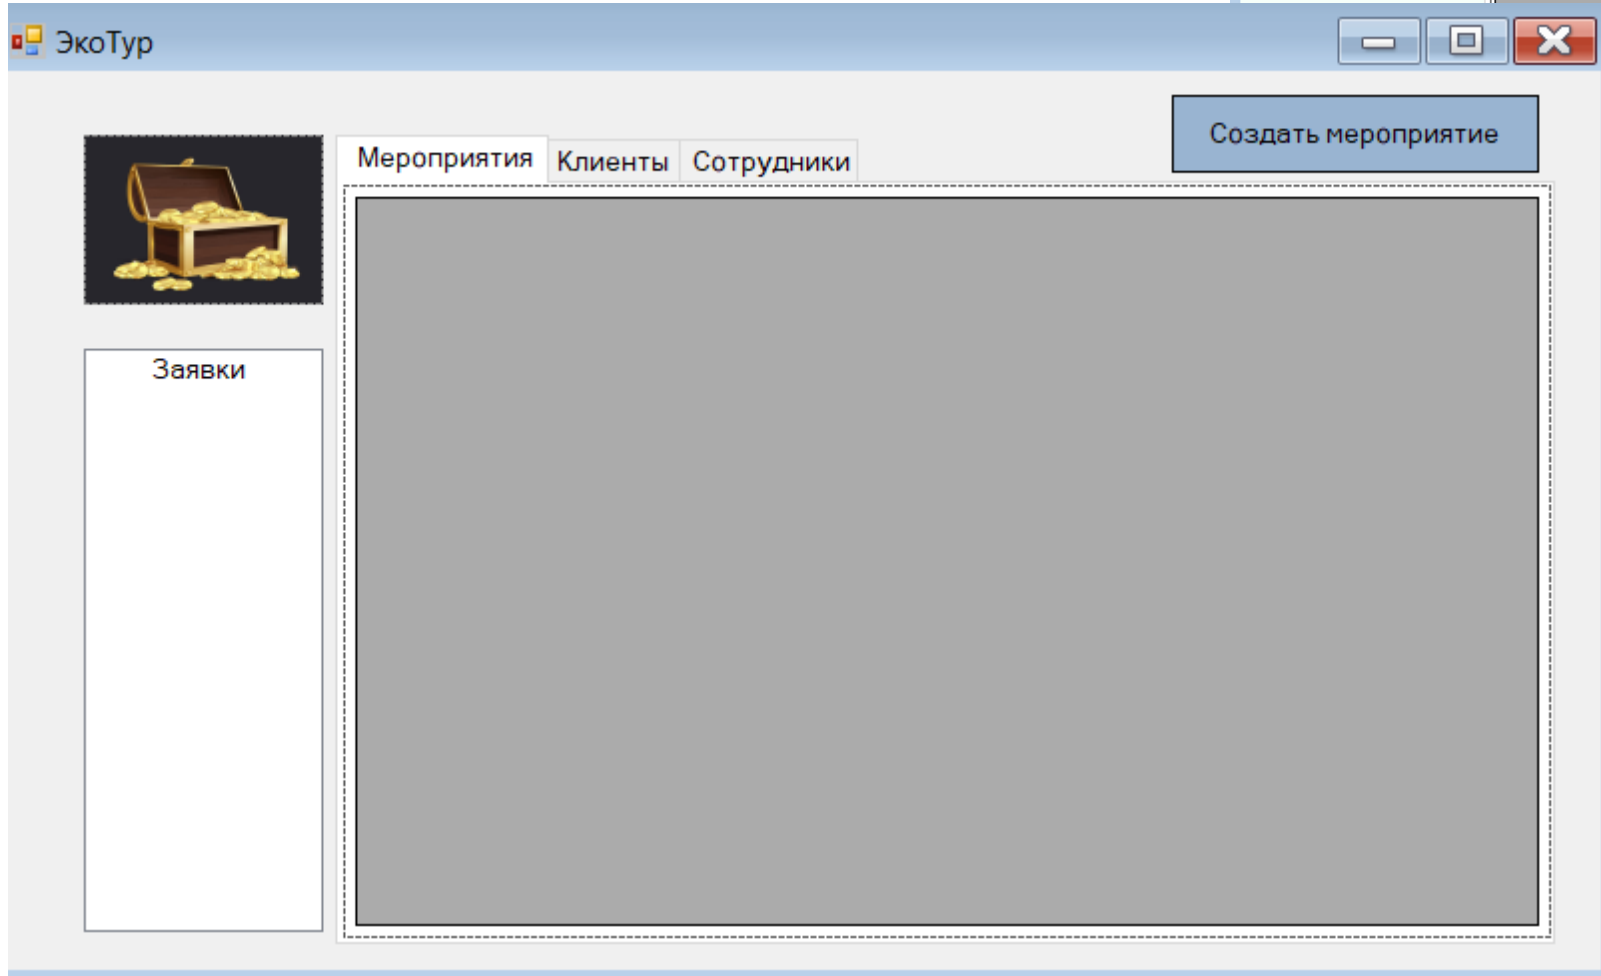 ЭкоТур
Создать мероприятие
Мероприятия Клиенты Сотрудники
Заявки